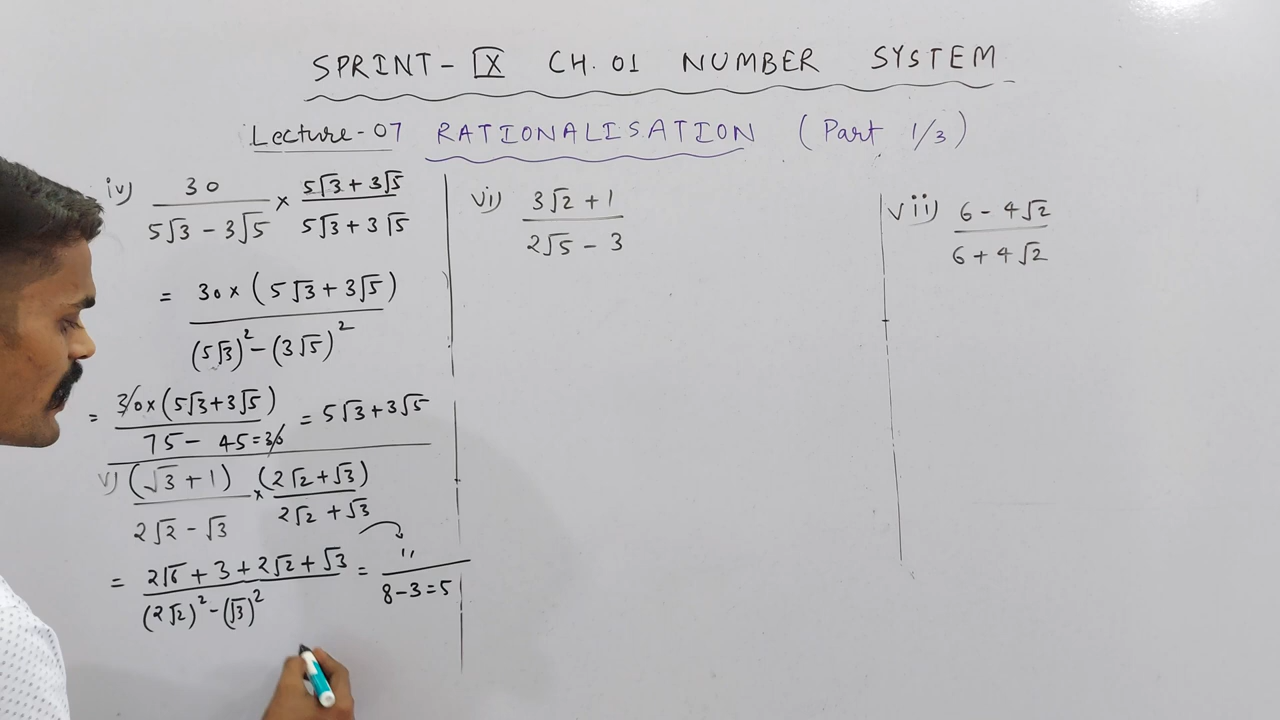 SPRINT-IX CH.01 NUMBER SYSTEM
Lecture-07 RATIONALISATION (Part 1/3)
iv) 30 / (5√3 - 3√5) × (5√3 + 3√5) / (5√3 + 3√5)
= 30 × (5√3 + 3√5) / ((5√3)² - (3√5)²)
= 30 × (5√3 + 3√5) / (75 - 45 = 30) = 5√3 + 3√5
v) (√3 + 1) / (2√2 - √3) × (2√2 + √3) / (2√2 + √3)
= (2√6 + 3 + 2√2 + √3) / ((2√2)² - (√3)²) = ,, / (8 - 3 = 5)
vi) (3√2 + 1) / (2√5 - 3)
vii) (6 - 4√2) / (6 + 4√2)